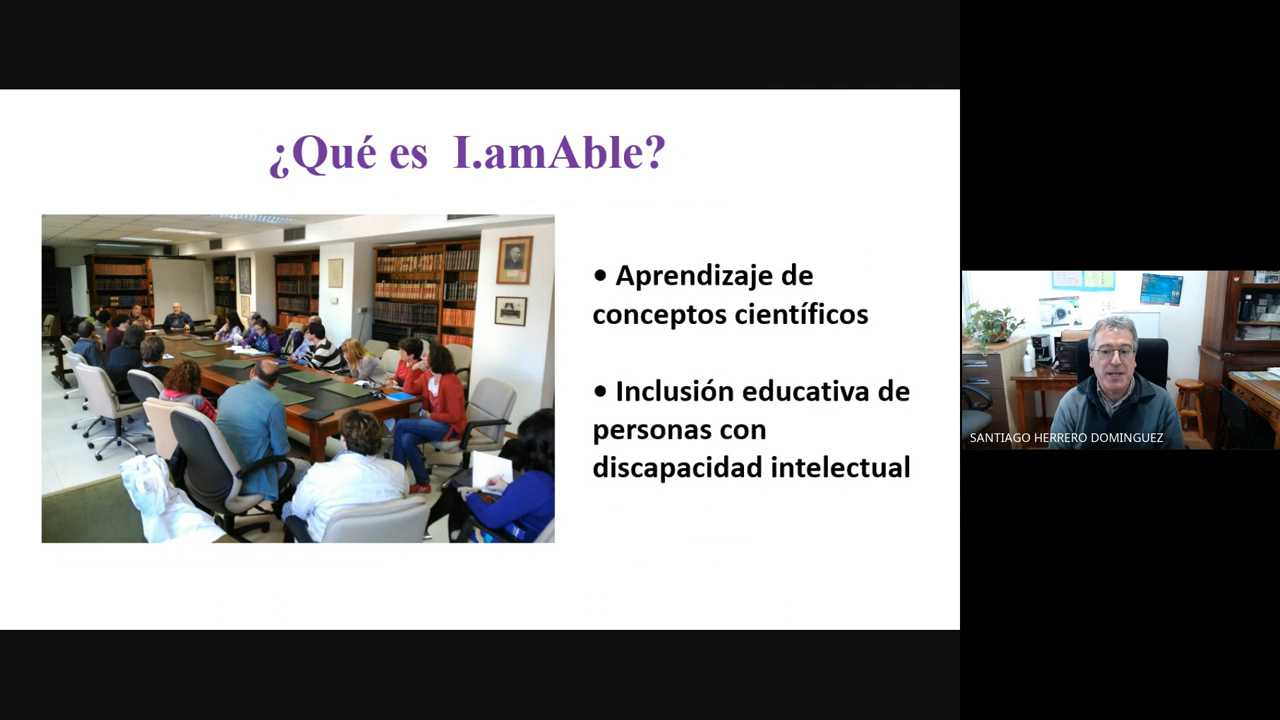 ¿Qué es I.amAble?
• Aprendizaje de
conceptos científicos
• Inclusión educativa de
personas con
discapacidad intelectual
SANTIAGO HERRERO DOMINGUEZ